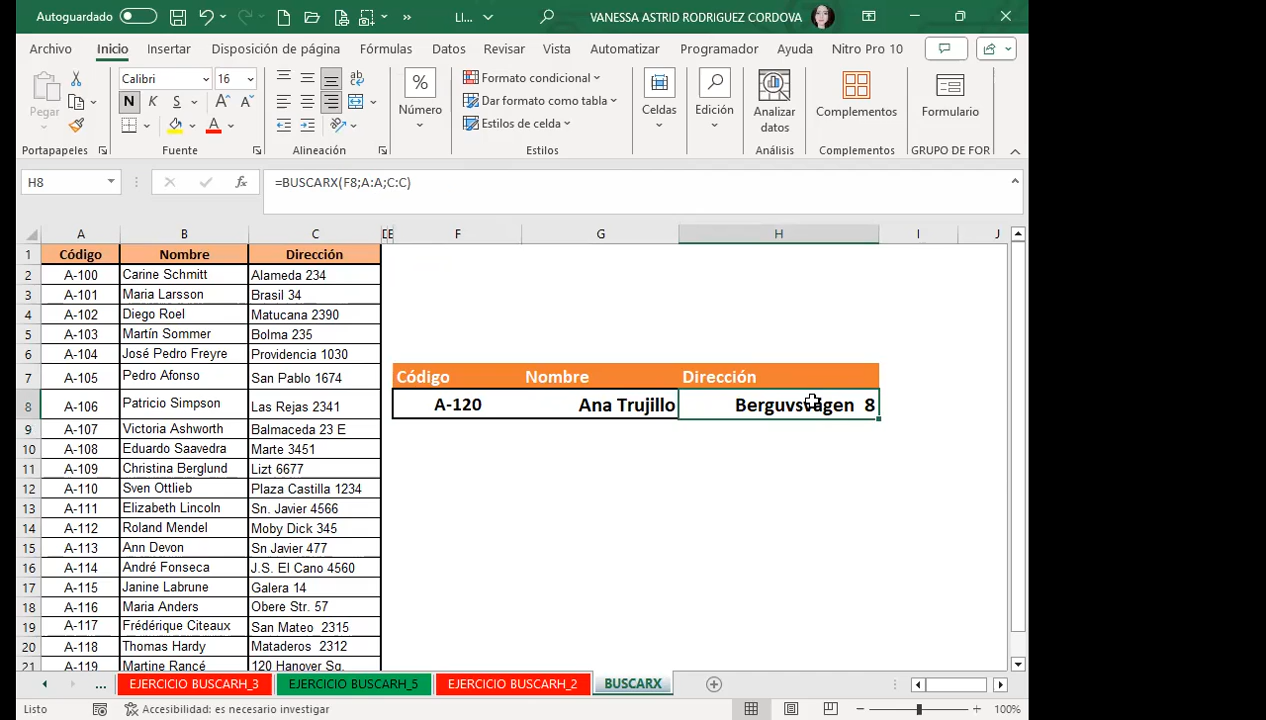 Autoguardado LI... VANESSA ASTRID RODRIGUEZ CORDOVA
Archivo Inicio Insertar Disposición de página Fórmulas Datos Revisar Vista Automatizar Programador Ayuda Nitro Pro 10
Pegar Calibri 16 N K S A A A % Número Formato condicional Dar formato como tabla Estilos de celda Celdas Edición Analizar datos Complementos Formulario
Portapapeles Fuente Alineación Estilos Análisis Complementos GRUPO DE FOR
H8 fx =BUSCARX(F8;A:A;C:C)
A B C D E F G H I J
1 Código Nombre Dirección
2 A-100 Carine Schmitt Alameda 234
3 A-101 Maria Larsson Brasil 34
4 A-102 Diego Roel Matucana 2390
5 A-103 Martín Sommer Bolma 235
6 A-104 José Pedro Freyre Providencia 1030
7 A-105 Pedro Afonso San Pablo 1674 Código Nombre Dirección
8 A-106 Patricio Simpson Las Rejas 2341 A-120 Ana Trujillo Berguvsvagen 8
9 A-107 Victoria Ashworth Balmaceda 23 E
10 A-108 Eduardo Saavedra Marte 3451
11 A-109 Christina Berglund Lizt 6677
12 A-110 Sven Ottlieb Plaza Castilla 1234
13 A-111 Elizabeth Lincoln Sn. Javier 4566
14 A-112 Roland Mendel Moby Dick 345
15 A-113 Ann Devon Sn Javier 477
16 A-114 André Fonseca J.S. El Cano 4560
17 A-115 Janine Labrune Galera 14
18 A-116 Maria Anders Obere Str. 57
19 A-117 Frédérique Citeaux San Mateo 2315
20 A-118 Thomas Hardy Mataderos 2312
21 A-119 Martine Rancé 120 Hanover Sq.
... EJERCICIO BUSCARH_3 EJERCICIO BUSCARH_5 EJERCICIO BUSCARH_2 BUSCARX
Listo Accesibilidad: es necesario investigar 100%